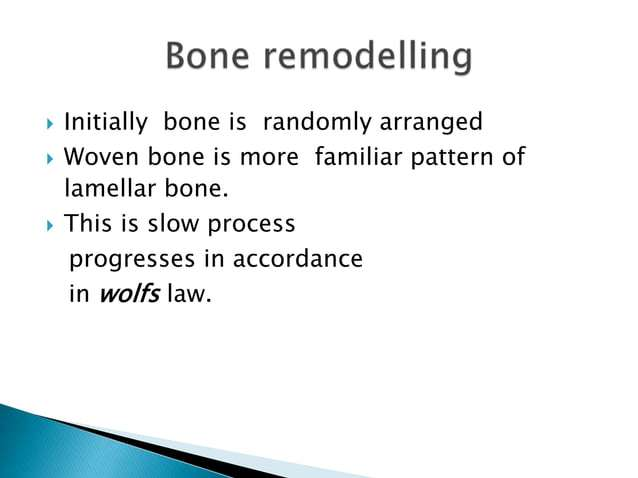 Bone remodelling
Initially bone is randomly arranged
Woven bone is more familiar pattern of
lamellar bone.
This is slow process
progresses in accordance
in wolfs law.